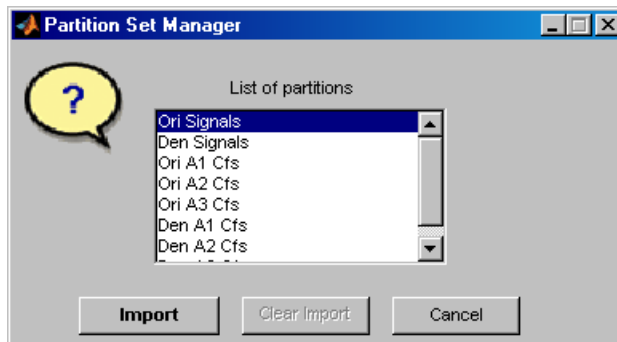 Partition Set Manager
?
List of partitions
Ori Signals
Den Signals
Ori A1 Cfs
Ori A2 Cfs
Ori A3 Cfs
Den A1 Cfs
Den A2 Cfs
Import
Clear Import
Cancel